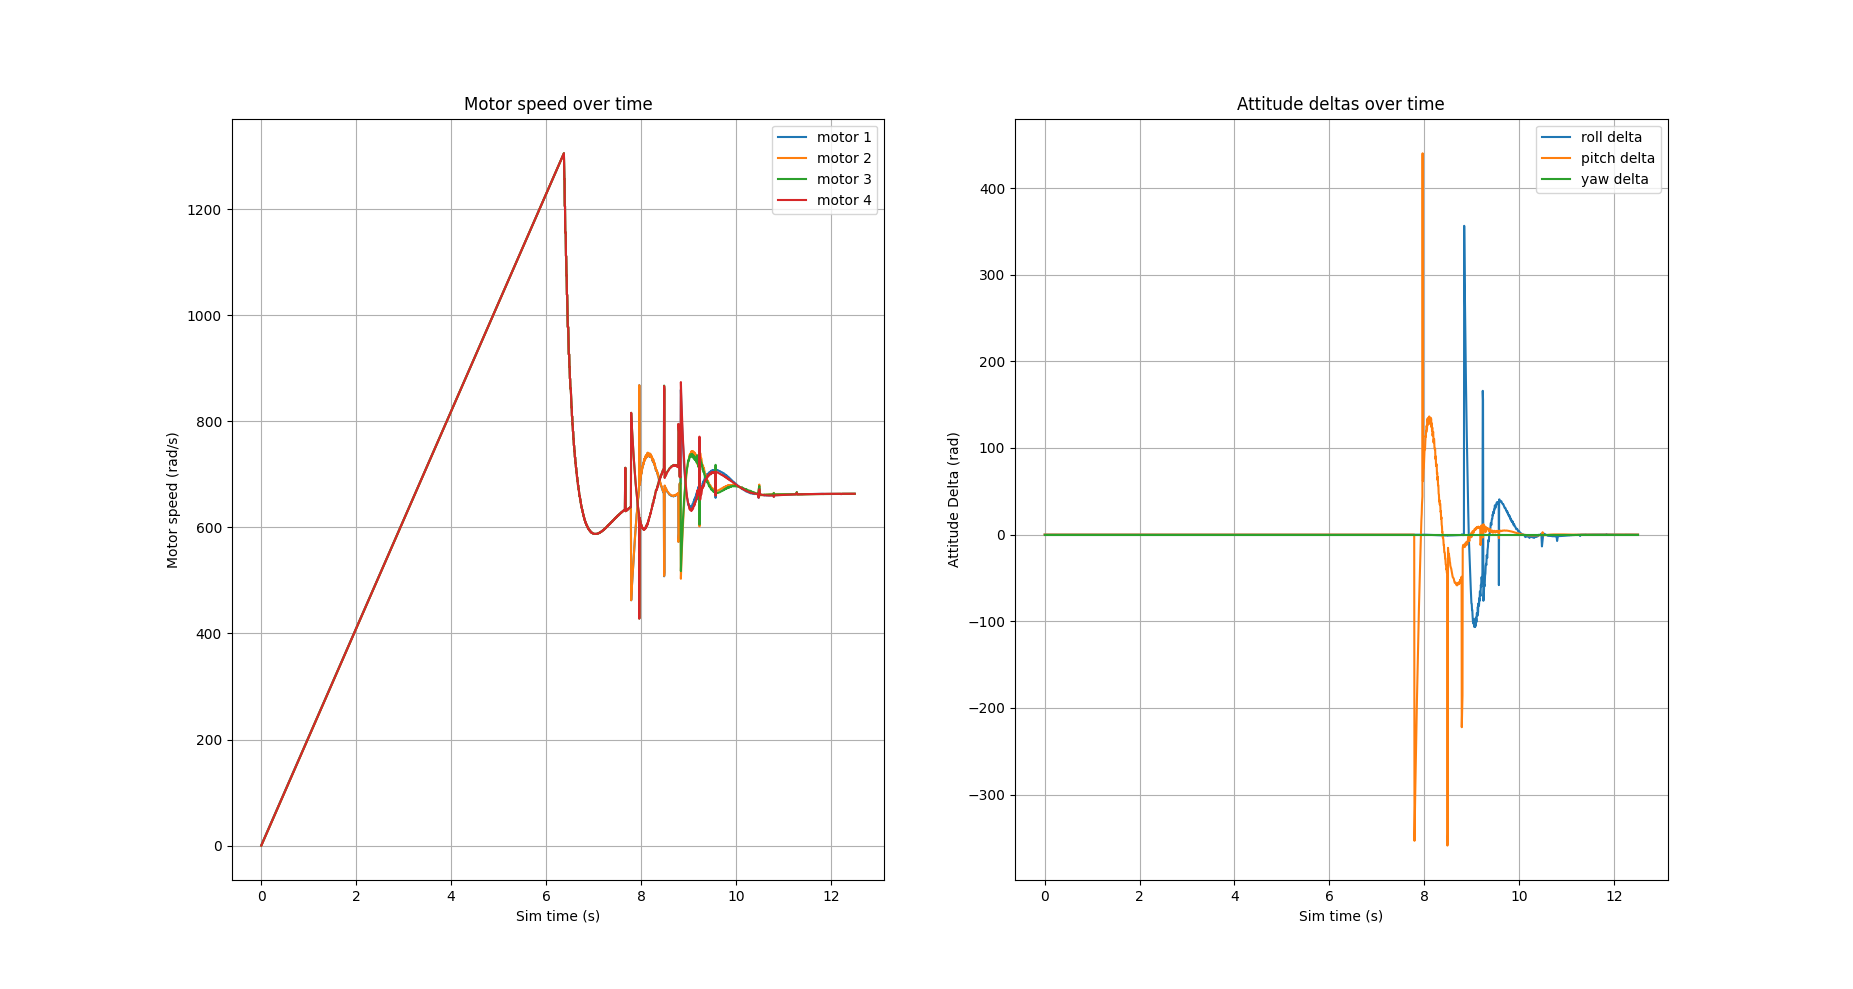 Motor speed over time
motor 1
motor 2
motor 3
motor 4
Motor speed (rad/s)
1200
1000
800
600
400
200
0
0 2 4 6 8 10 12
Sim time (s)
Attitude deltas over time
roll delta
pitch delta
yaw delta
Attitude Delta (rad)
400
300
200
100
0
−100
−200
−300
0 2 4 6 8 10 12
Sim time (s)